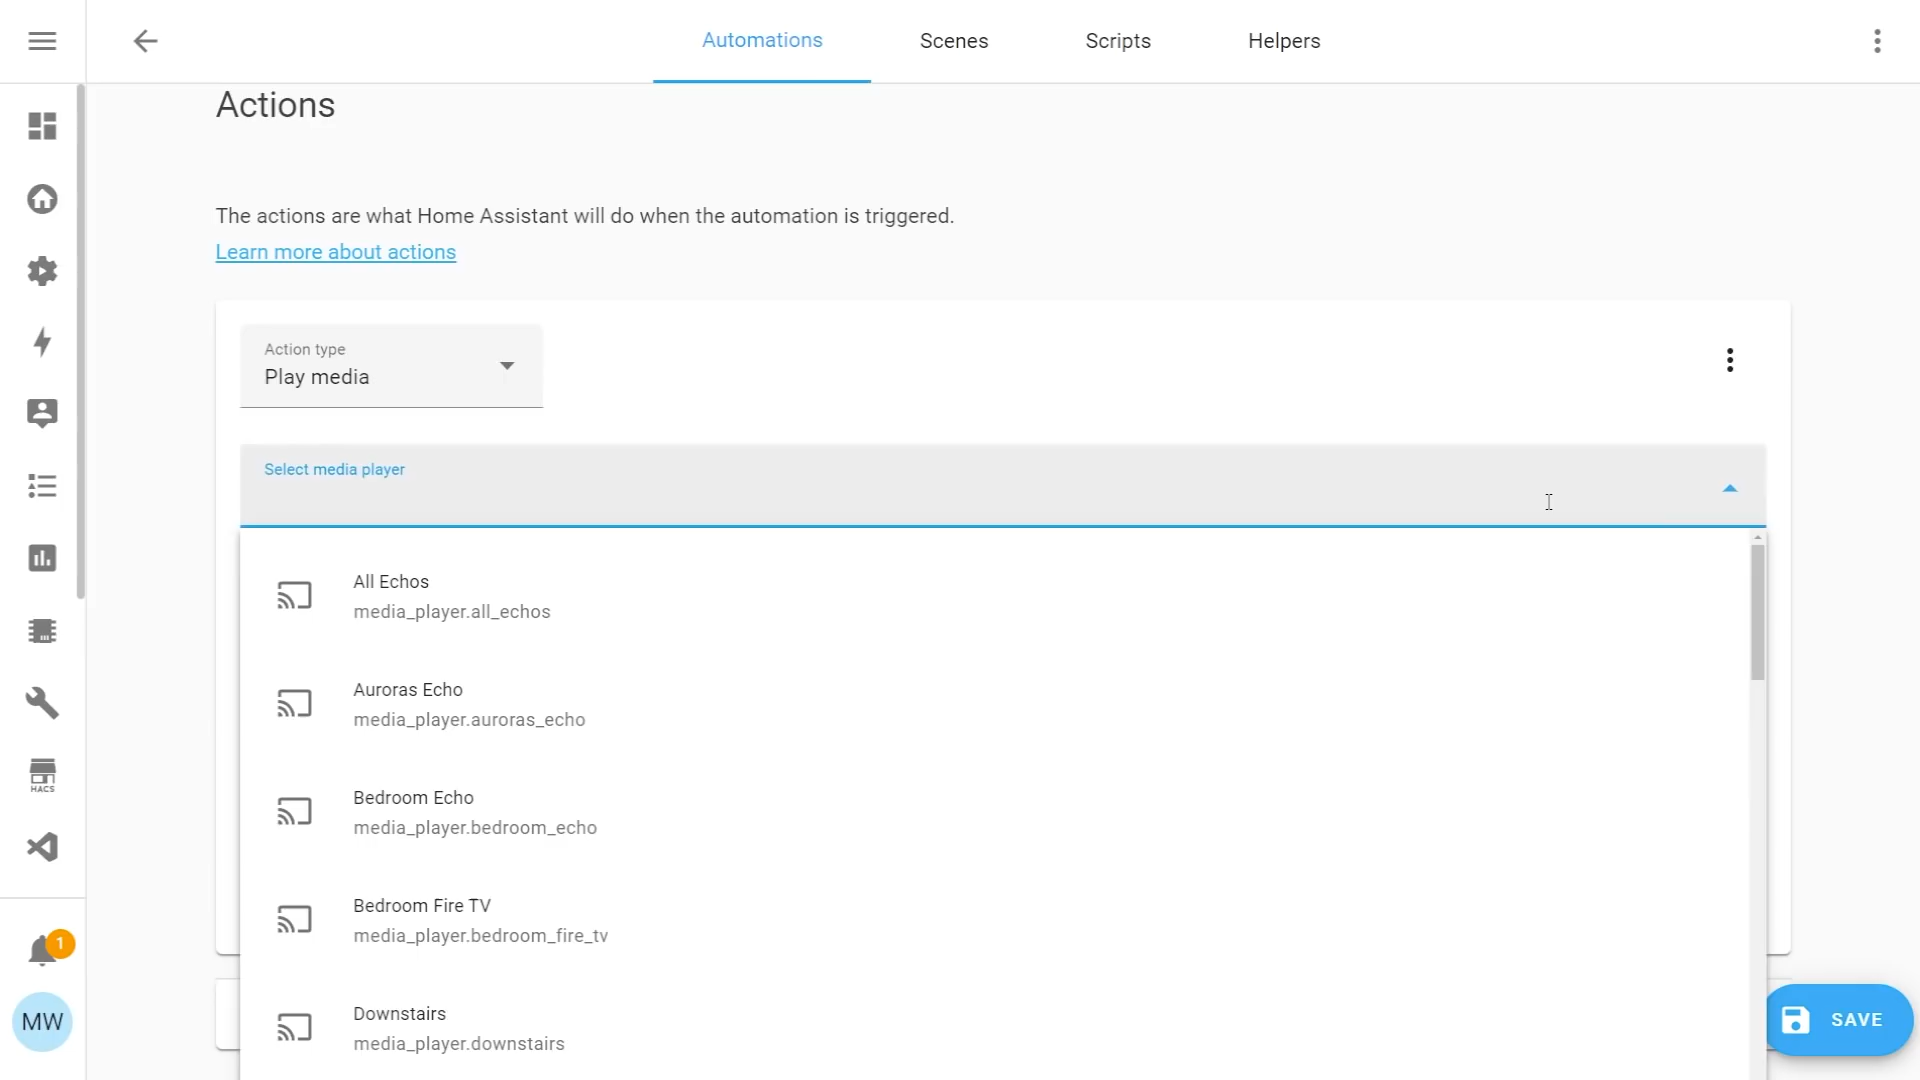 Automations
Scenes
Scripts
Helpers
Actions
The actions are what Home Assistant will do when the automation is triggered.
Learn more about actions
Action type
Play media
Select media player
All Echos
media_player.all_echos
Auroras Echo
media_player.auroras_echo
Bedroom Echo
media_player.bedroom_echo
Bedroom Fire TV
media_player.bedroom_fire_tv
Downstairs
media_player.downstairs
HACS
1
MW
SAVE